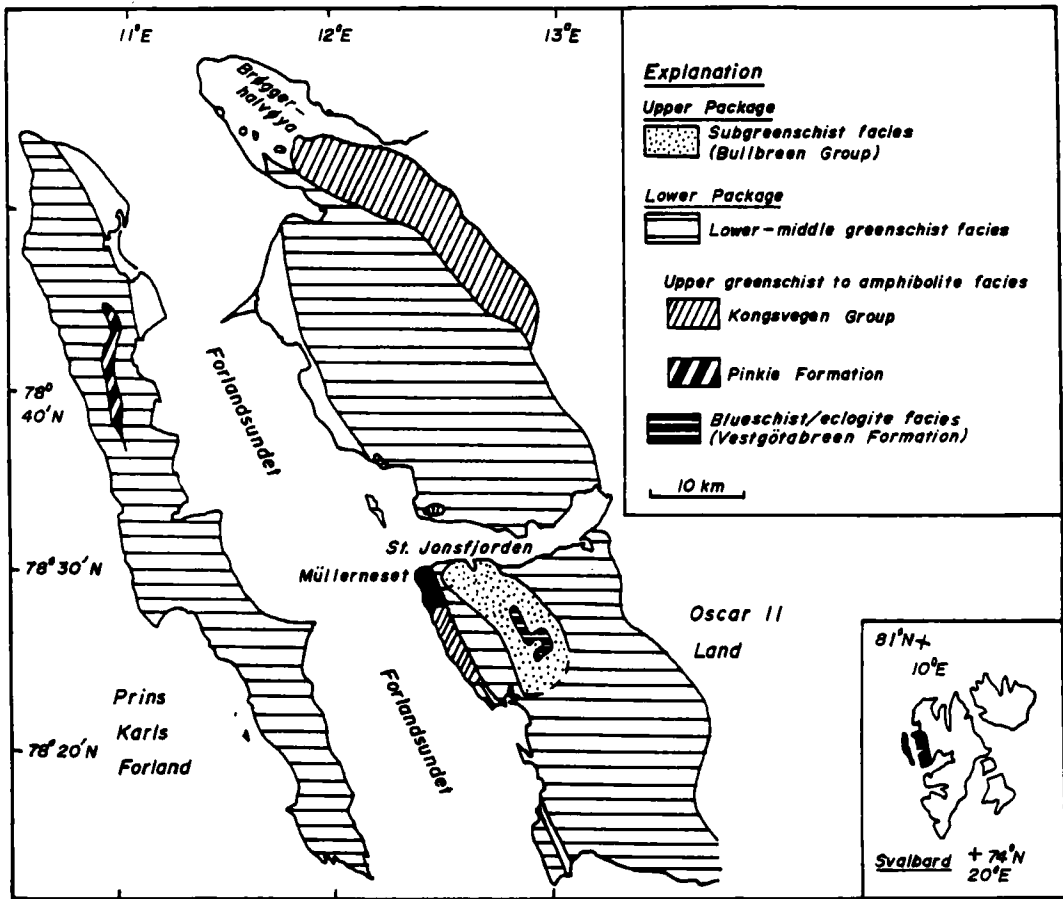 11°E
12°E
13°E
Brøgger-
halvøya
Explanation
Upper Package
Subgreenschist facies
(Bullbreen Group)
Lower Package
Lower-middle greenschist facies
Upper greenschist to amphibolite facies
Kongsvegen Group
Pinkie Formation
Blueschist/eclogite facies
(Vestgötabreen Formation)
10 km
78°
40'N
Forlandsundet
St. Jonsfjorden
78°30'N
Müllerneset
Oscar II
Land
Prins
Karls
Forland
78°20'N
Forlandsundet
81°N+
10°E
Svalbard
+74°N
20°E